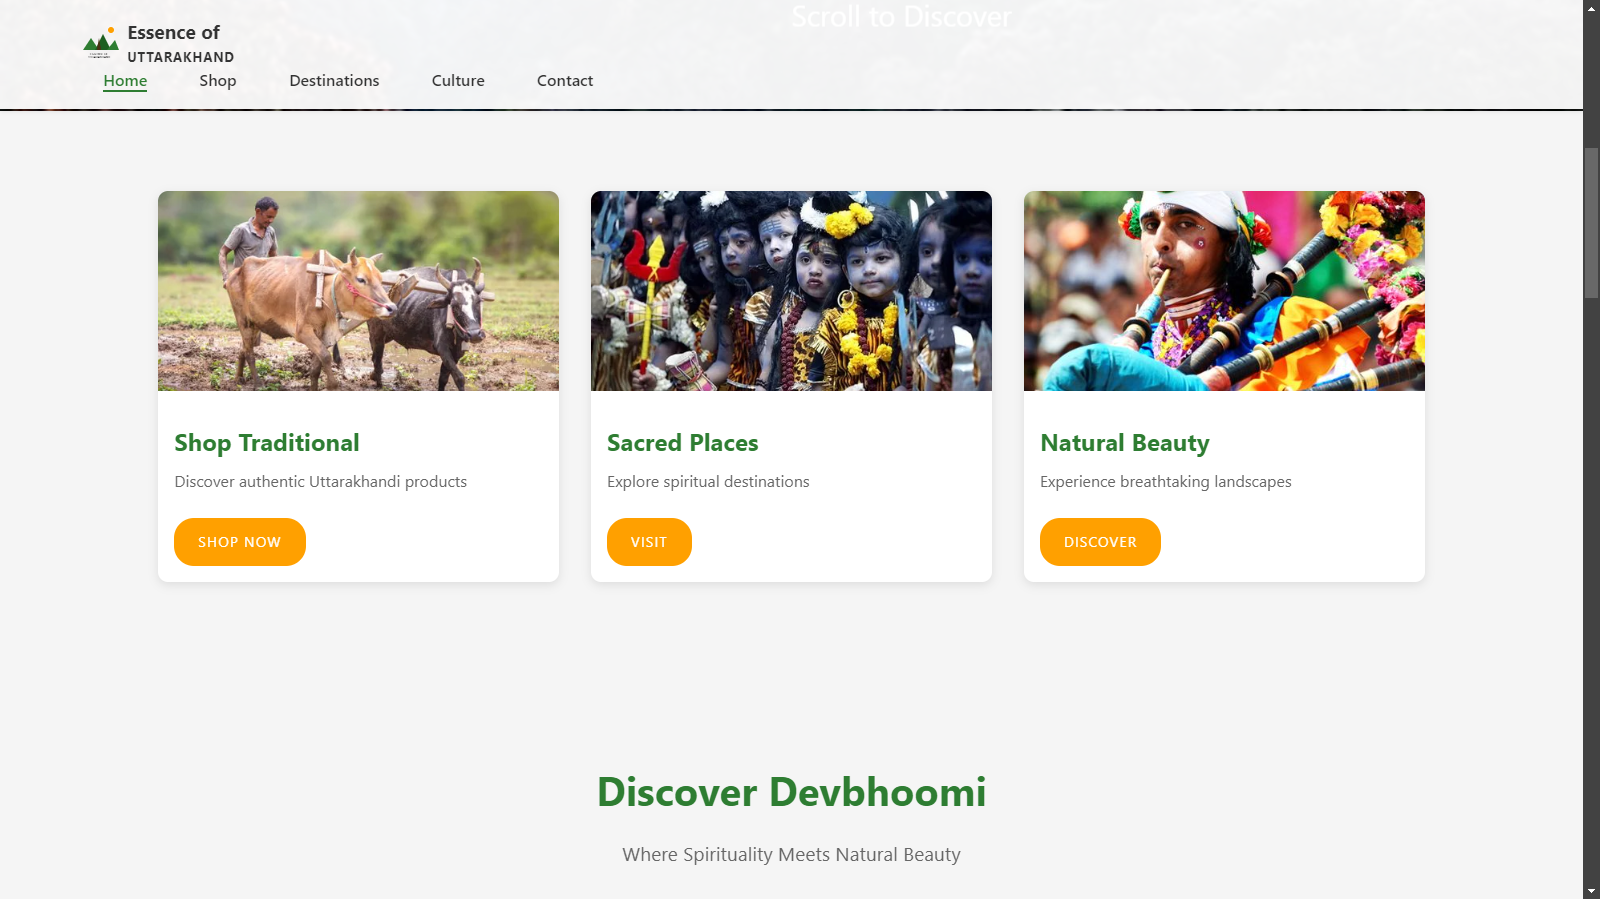 Scroll to Discover
Essence of
UTTARAKHAND
Home Shop Destinations Culture Contact
Shop Traditional
Discover authentic Uttarakhandi products
SHOP NOW
Sacred Places
Explore spiritual destinations
VISIT
Natural Beauty
Experience breathtaking landscapes
DISCOVER
Discover Devbhoomi
Where Spirituality Meets Natural Beauty